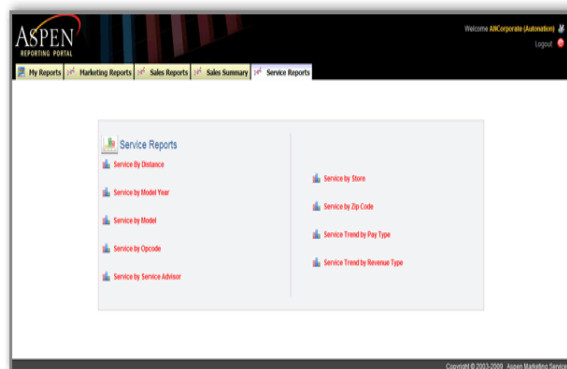 ASPEN
REPORTING PORTAL
Welcome ANCorporate (Automation)
Logout
My Reports
Marketing Reports
Sales Reports
Sales Summary
Service Reports
Service Reports
Service By Distance
Service by Model Year
Service by Model
Service by Opcode
Service by Service Advisor
Service by Store
Service by Zip Code
Service Trend by Pay Type
Service Trend by Revenue Type
Copyright © 2003-2009 Aspen Marketing Service